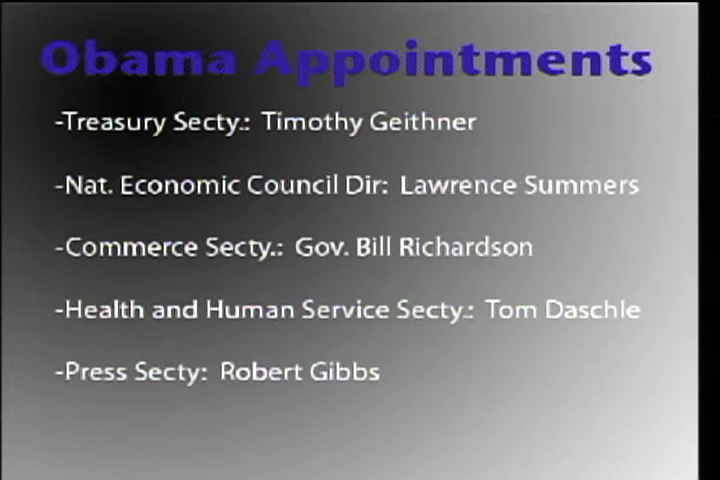 Obama Appointments
-Treasury Secty.: Timothy Geithner
-Nat. Economic Council Dir: Lawrence Summers
-Commerce Secty.: Gov. Bill Richardson
-Health and Human Service Secty.: Tom Daschle
-Press Secty: Robert Gibbs